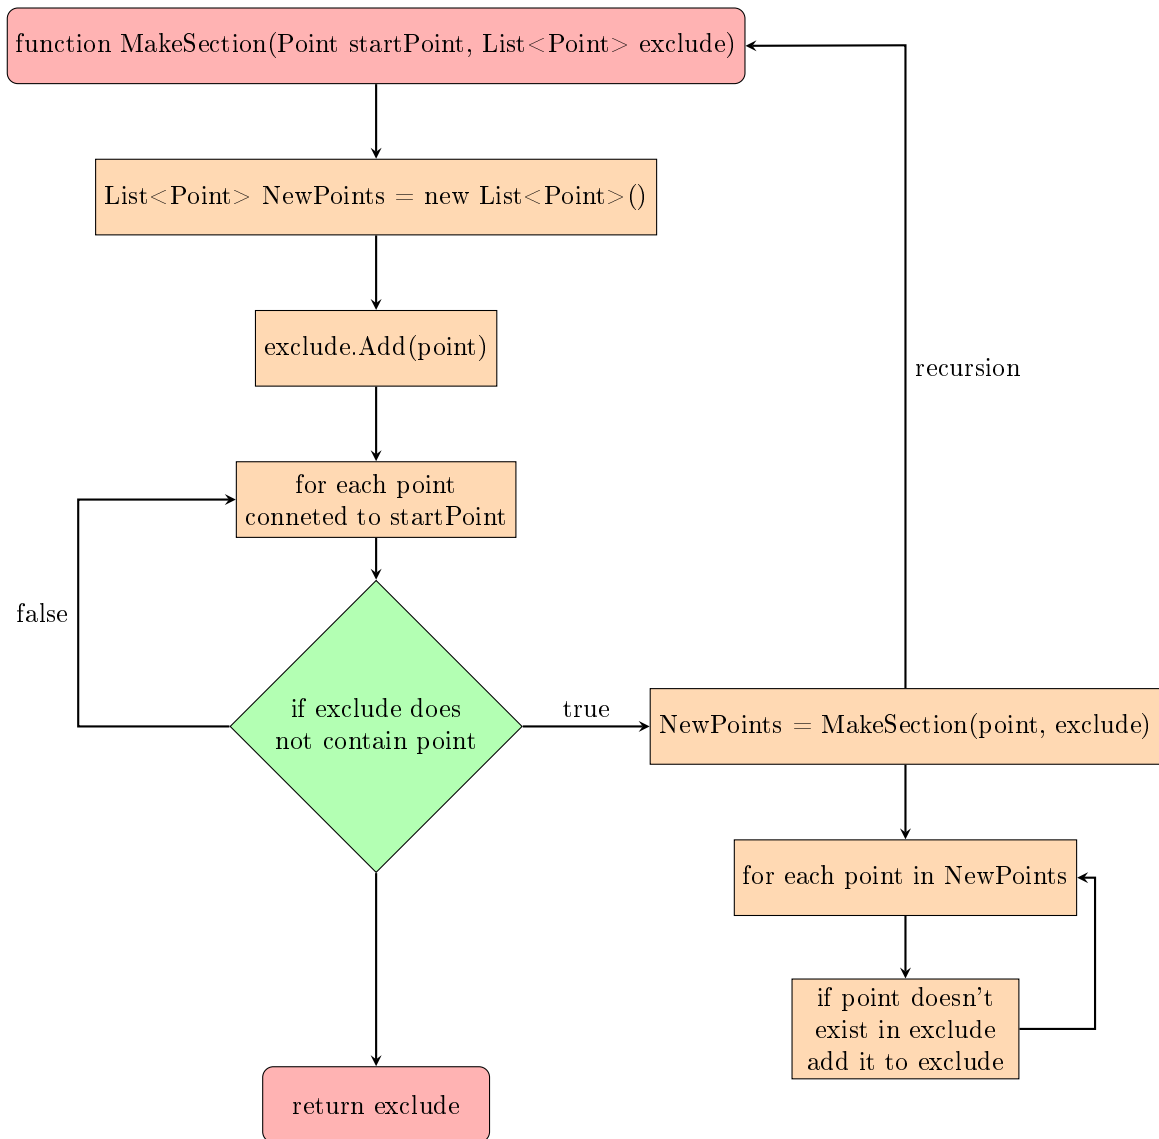 function MakeSection(Point startPoint, List<Point> exclude)
List<Point> NewPoints = new List<Point>()
exclude.Add(point)
recursion
for each point
conneted to startPoint
false
if exclude does
not contain point
true
NewPoints = MakeSection(point, exclude)
for each point in NewPoints
if point doesn't
exist in exclude
add it to exclude
return exclude